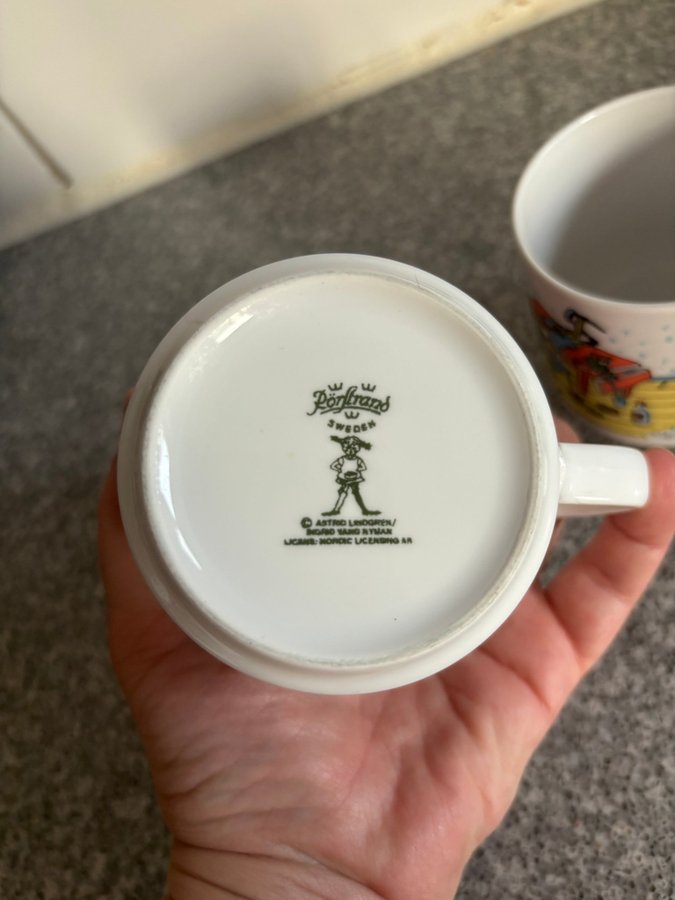 Rörstrand
SWEDEN
© ASTRID LINDGREN/
INGRID VANG NYMAN
LICENS: NORDIC LICENSING AB